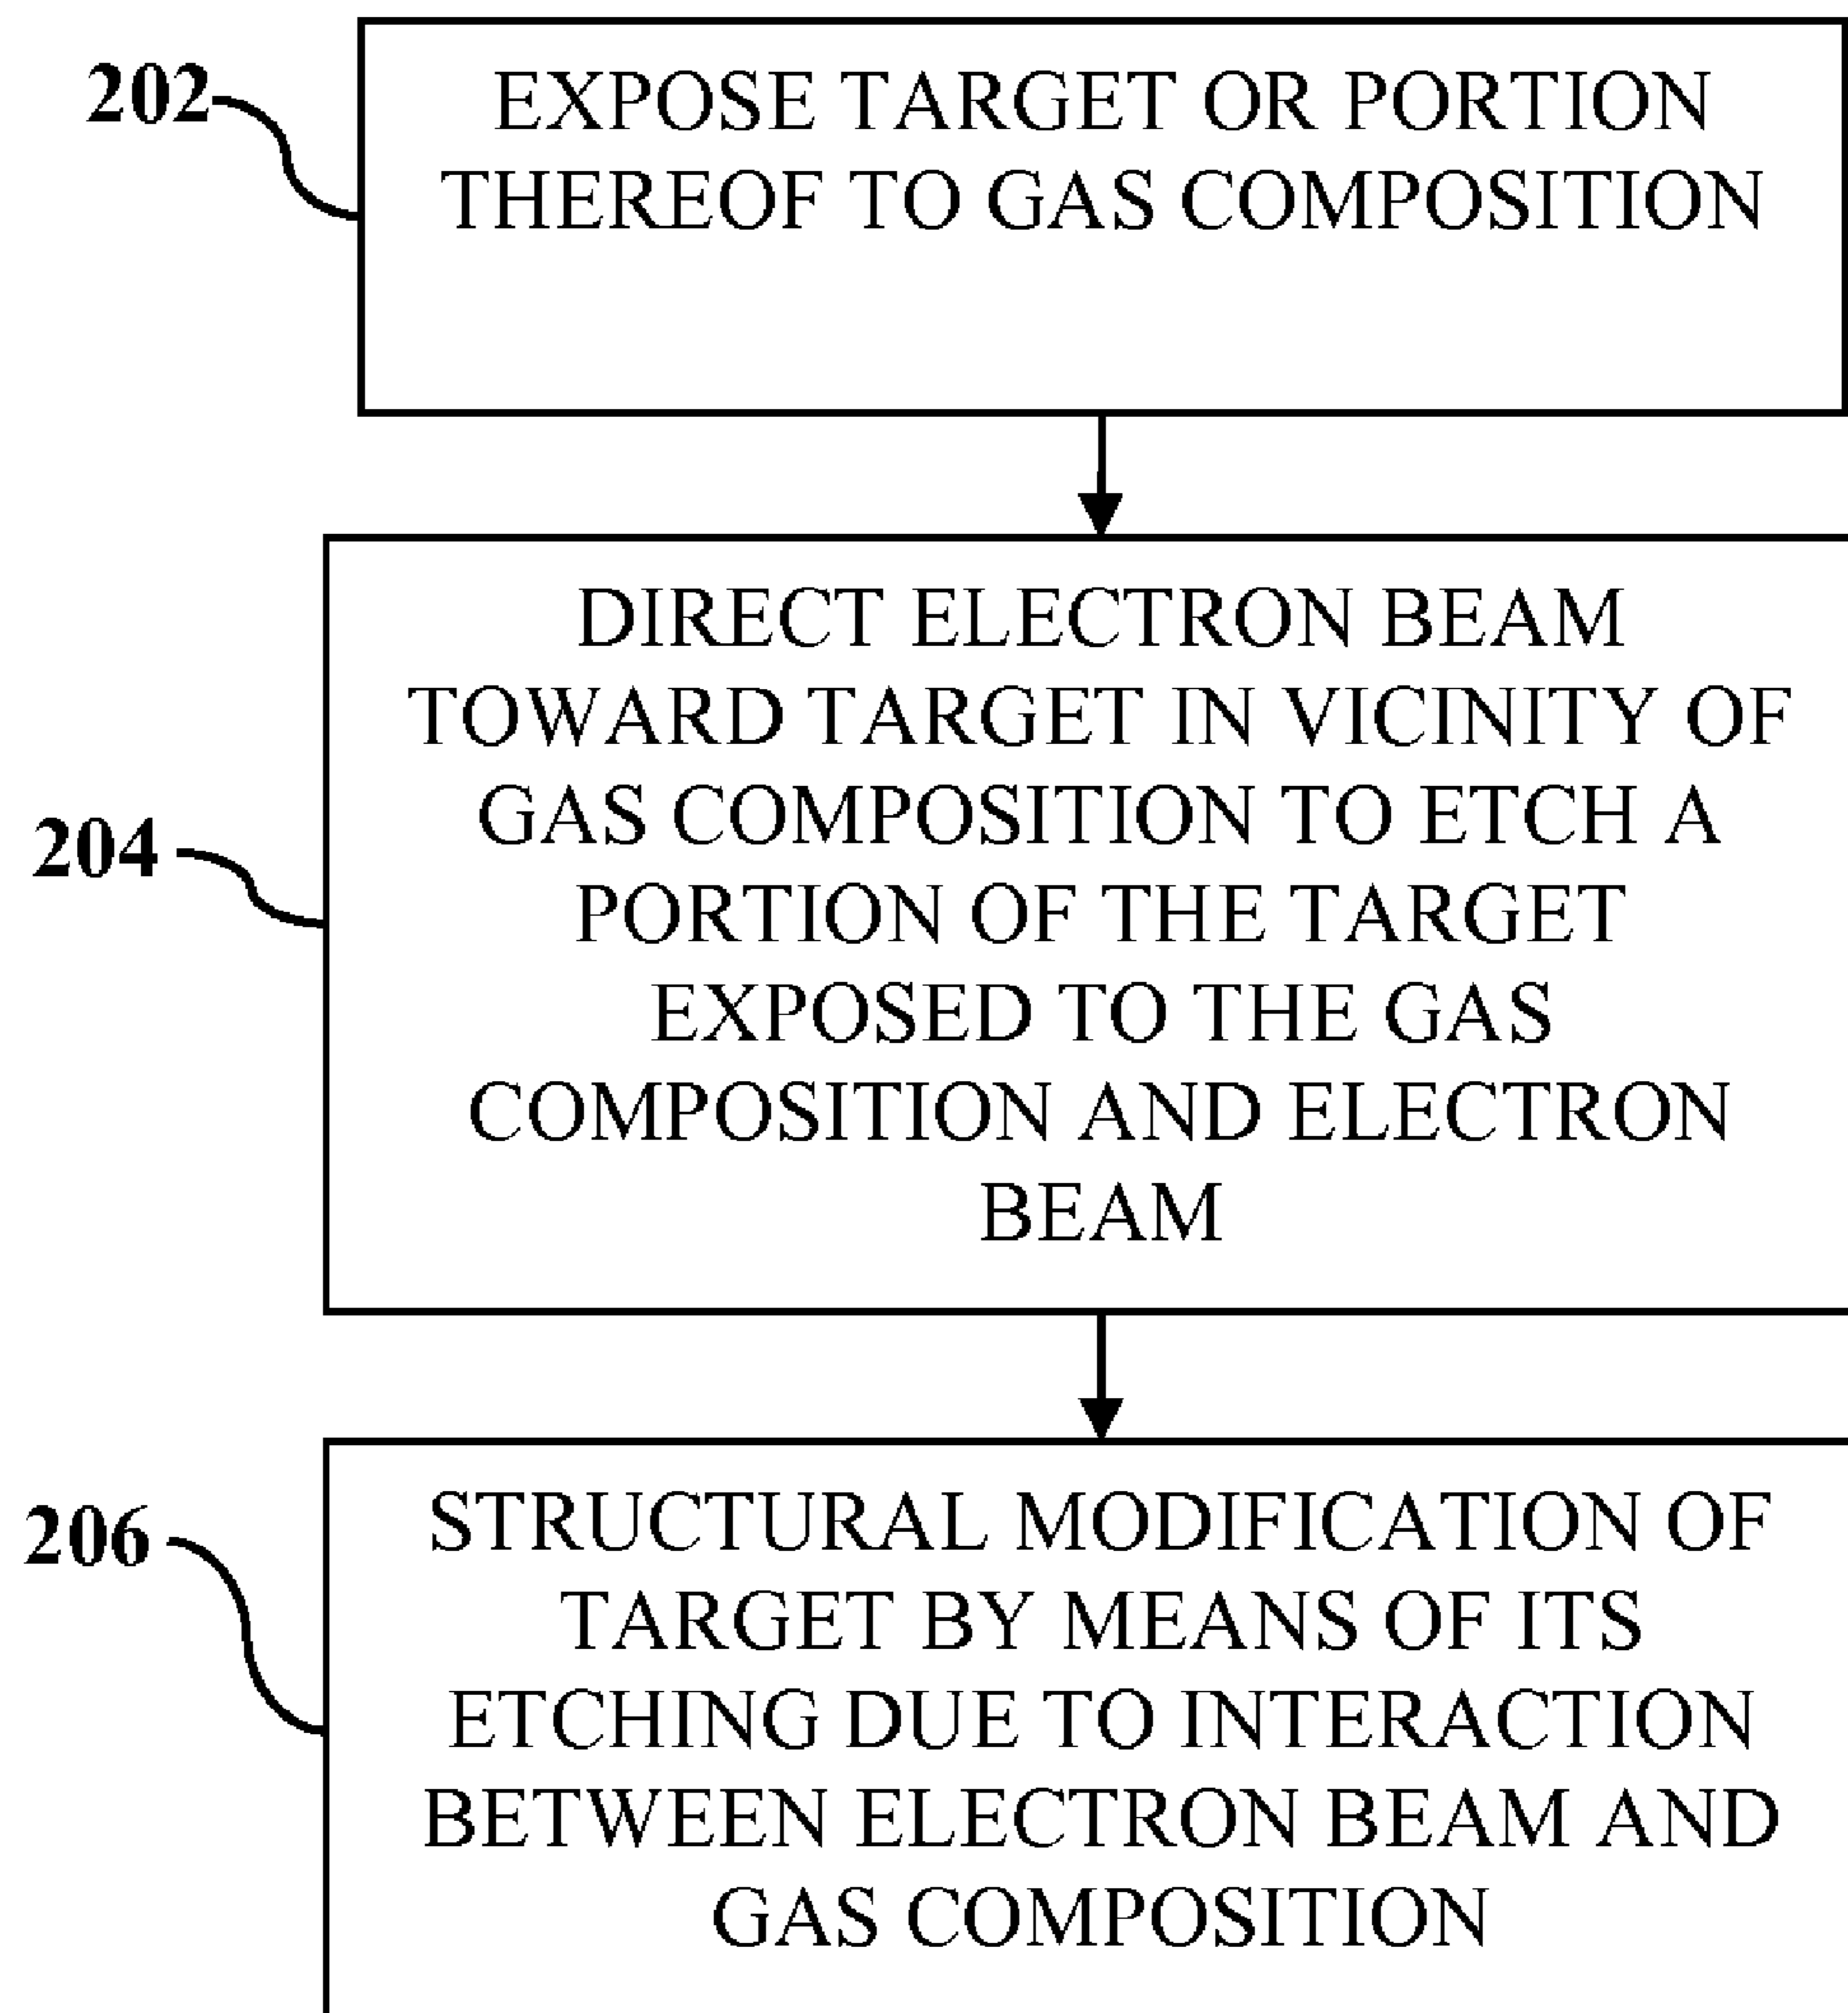 202
EXPOSE TARGET OR PORTION
THEREOF TO GAS COMPOSITION
204
DIRECT ELECTRON BEAM
TOWARD TARGET IN VICINITY OF
GAS COMPOSITION TO ETCH A
PORTION OF THE TARGET
EXPOSED TO THE GAS
COMPOSITION AND ELECTRON
BEAM
206
STRUCTURAL MODIFICATION OF
TARGET BY MEANS OF ITS
ETCHING DUE TO INTERACTION
BETWEEN ELECTRON BEAM AND
GAS COMPOSITION